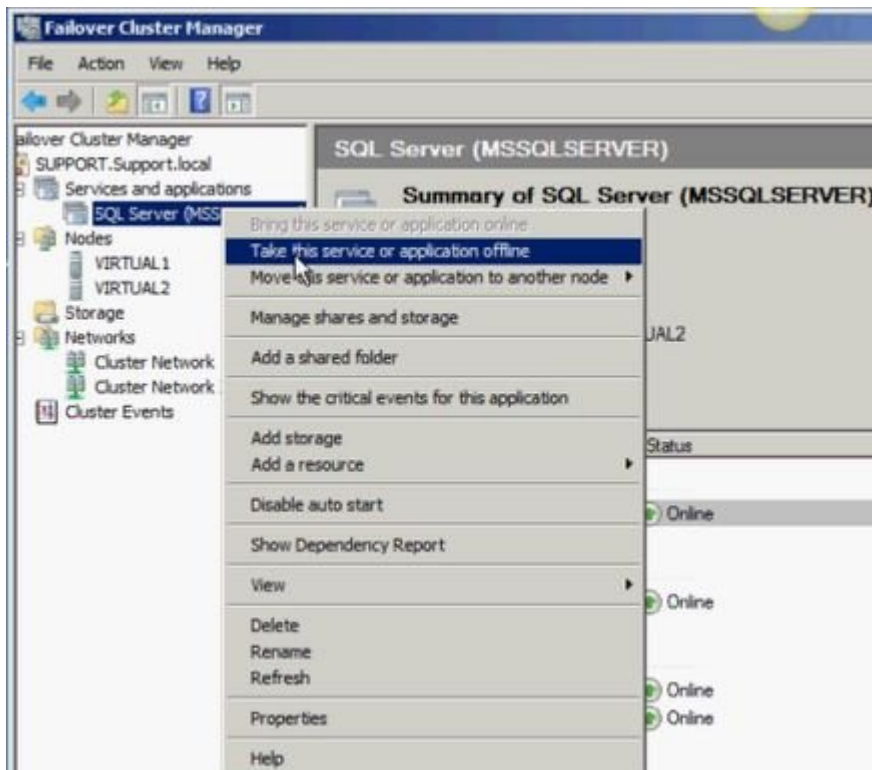 Failover Cluster Manager
File Action View Help
ailover Cluster Manager
SUPPORT.Support.local
Services and applications
SQL Server (MSS
Nodes
VIRTUAL1
VIRTUAL2
Storage
Networks
Cluster Network
Cluster Network
Cluster Events
SQL Server (MSSQLSERVER)
Summary of SQL Server (MSSQLSERVER)
Bring this service or application online
Take this service or application offline
Move this service or application to another node
Manage shares and storage
Add a shared folder
Show the critical events for this application
Add storage
Add a resource
Disable auto start
Show Dependency Report
View
Delete
Rename
Refresh
Properties
Help
UAL2
Status
Online
Online
Online
Online